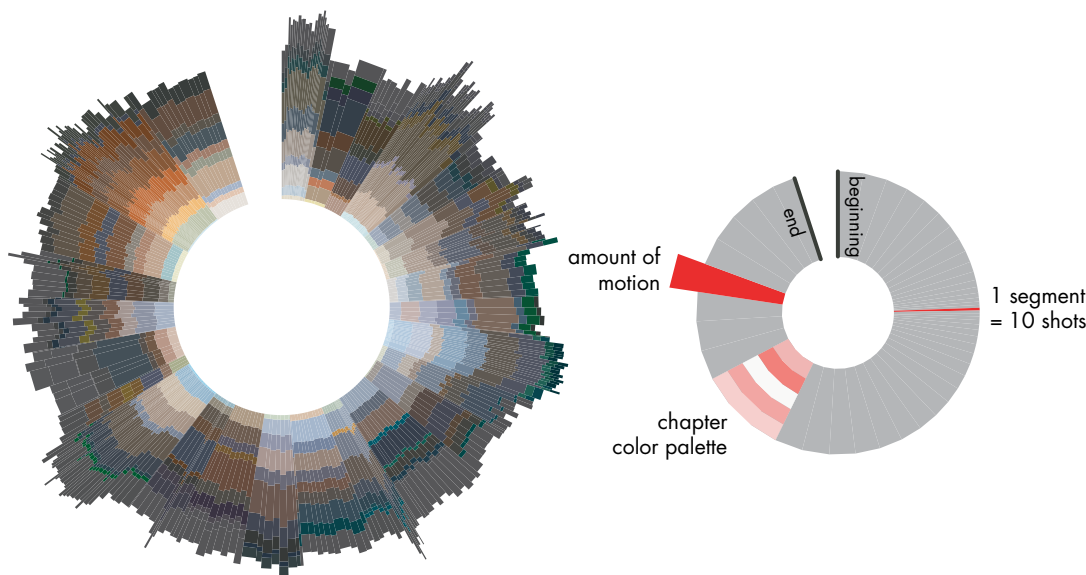 beginning
end
amount of
motion
1 segment
= 10 shots
chapter
color palette